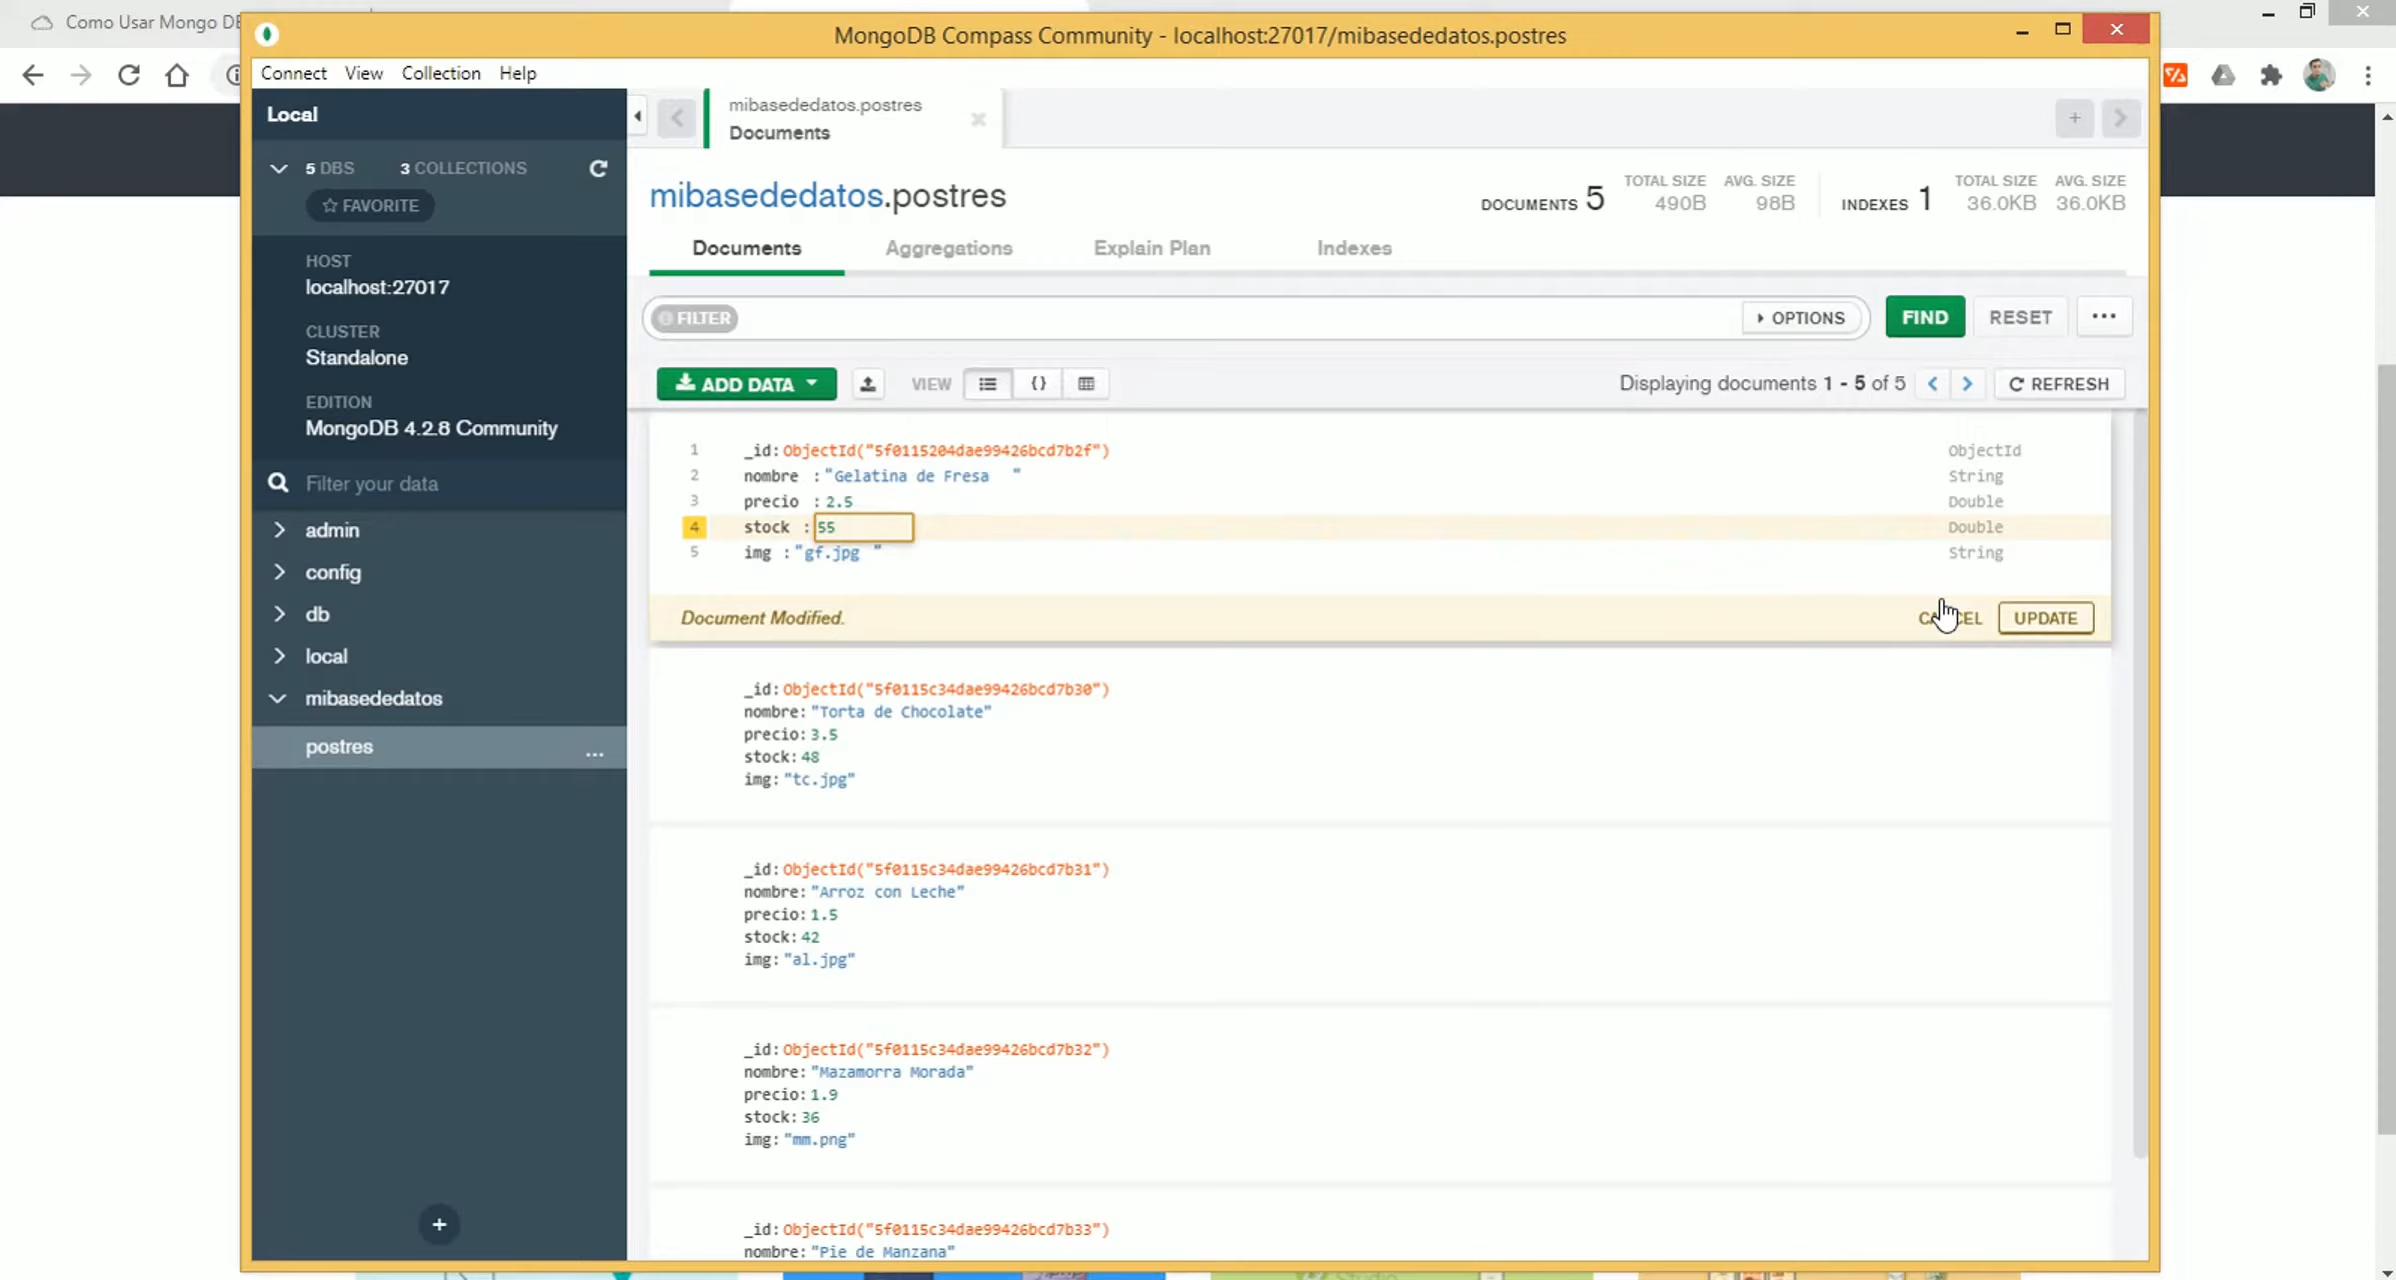 Como Usar Mongo DB
MongoDB Compass Community - localhost:27017/mibasededatos.postres
Connect View Collection Help
Local
5 DBS 3 COLLECTIONS
FAVORITE
HOST
localhost:27017
CLUSTER
Standalone
EDITION
MongoDB 4.2.8 Community
Filter your data
admin
config
db
local
mibasededatos
postres ...
mibasededatos.postres
Documents
mibasededatos.postres
DOCUMENTS 5
TOTAL SIZE 490B
AVG. SIZE 98B
INDEXES 1
TOTAL SIZE 36.0KB
AVG. SIZE 36.0KB
Documents Aggregations Explain Plan Indexes
FILTER OPTIONS FIND RESET ...
ADD DATA VIEW {} Displaying documents 1 - 5 of 5 REFRESH
1 _id:ObjectId("5f0115204dae99426bcd7b2f") ObjectId
2 nombre :"Gelatina de Fresa " String
3 precio :2.5 Double
4 stock :55 Double
5 img :"gf.jpg " String
Document Modified. UPDATE
_id:ObjectId("5f0115c34dae99426bcd7b30")
nombre:"Torta de Chocolate"
precio:3.5
stock:48
img:"tc.jpg"
_id:ObjectId("5f0115c34dae99426bcd7b31")
nombre:"Arroz con Leche"
precio:1.5
stock:42
img:"al.jpg"
_id:ObjectId("5f0115c34dae99426bcd7b32")
nombre:"Mazamorra Morada"
precio:1.9
stock:36
img:"mm.png"
_id:ObjectId("5f0115c34dae99426bcd7b33")
nombre:"Pie de Manzana"